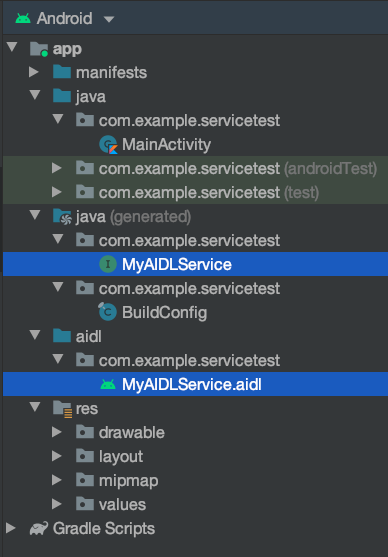 Android
app
manifests
java
com.example.servicetest
MainActivity
com.example.servicetest (androidTest)
com.example.servicetest (test)
java (generated)
com.example.servicetest
I MyAIDLService
com.example.servicetest
C BuildConfig
aidl
com.example.servicetest
MyAIDLService.aidl
res
drawable
layout
mipmap
values
Gradle Scripts